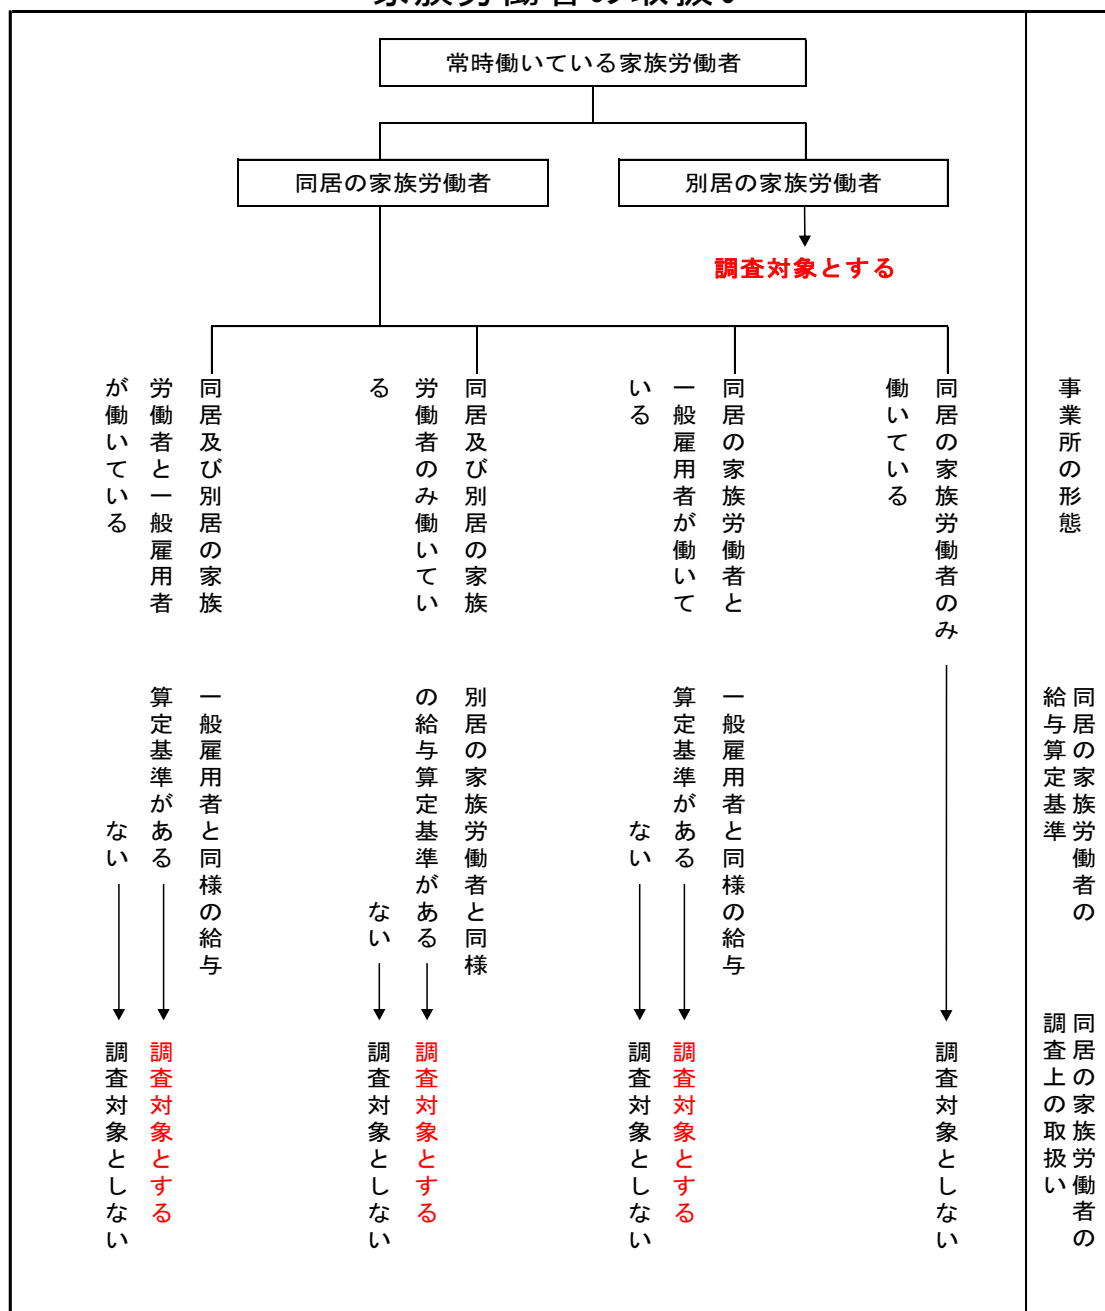 家族労働者の取扱い
常時働いている家族労働者
同居の家族労働者
別居の家族労働者
調査対象とする
事業所の形態
同居の家族労働者のみ
働いている
同居の家族労働者と
一般雇用者が働いて
いる
同居及び別居の家族
労働者のみ働いてい
る
同居及び別居の家族
労働者と一般雇用者
が働いている
同居の家族労働者の
給与算定基準
一般雇用者と同様の給与
算定基準がある
ない
別居の家族労働者と同様
の給与算定基準がある
ない
一般雇用者と同様の給与
算定基準がある
ない
同居の家族労働者の
調査上の取扱い
調査対象としない
調査対象とする
調査対象としない
調査対象とする
調査対象としない
調査対象とする
調査対象としない